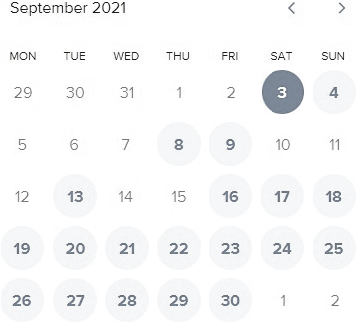 September 2021
MON TUE WED THU FRI SAT SUN
29 30 31 1 2 3 4
5 6 7 8 9 10 11
12 13 14 15 16 17 18
19 20 21 22 23 24 25
26 27 28 29 30 1 2